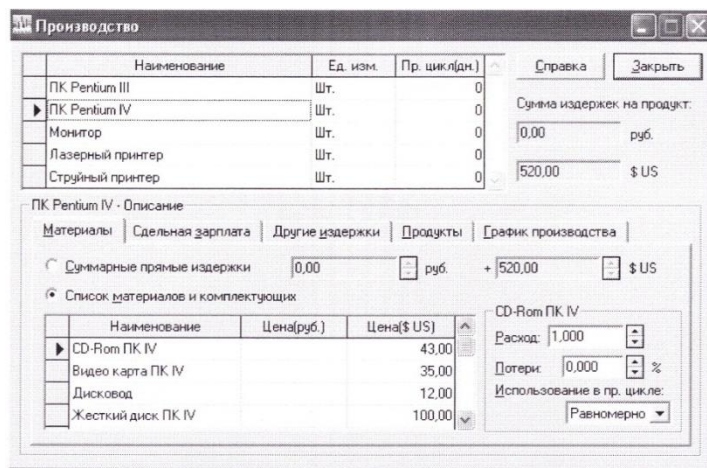 Производство
Наименование Ед. изм. Пр. цикл(дн.)
ПК Pentium III Шт. 0
ПК Pentium IV Шт. 0
Монитор Шт. 0
Лазерный принтер Шт. 0
Струйный принтер Шт. 0
Справка Закрыть
Сумма издержек на продукт:
0,00 руб.
520,00 $ US
ПК Pentium IV - Описание
Материалы Сдельная зарплата Другие издержки Продукты График производства
Суммарные прямые издержки 0,00 руб. + 520,00 $ US
Список материалов и комплектующих
Наименование Цена(руб.) Цена($ US)
CD-Rom ПК IV 43,00
Видео карта ПК IV 35,00
Дисковод 12,00
Жесткий диск ПК IV 100,00
CD-Rom ПК IV
Расход: 1,000
Потери: 0,000 %
Использование в пр. цикле:
Равномерно